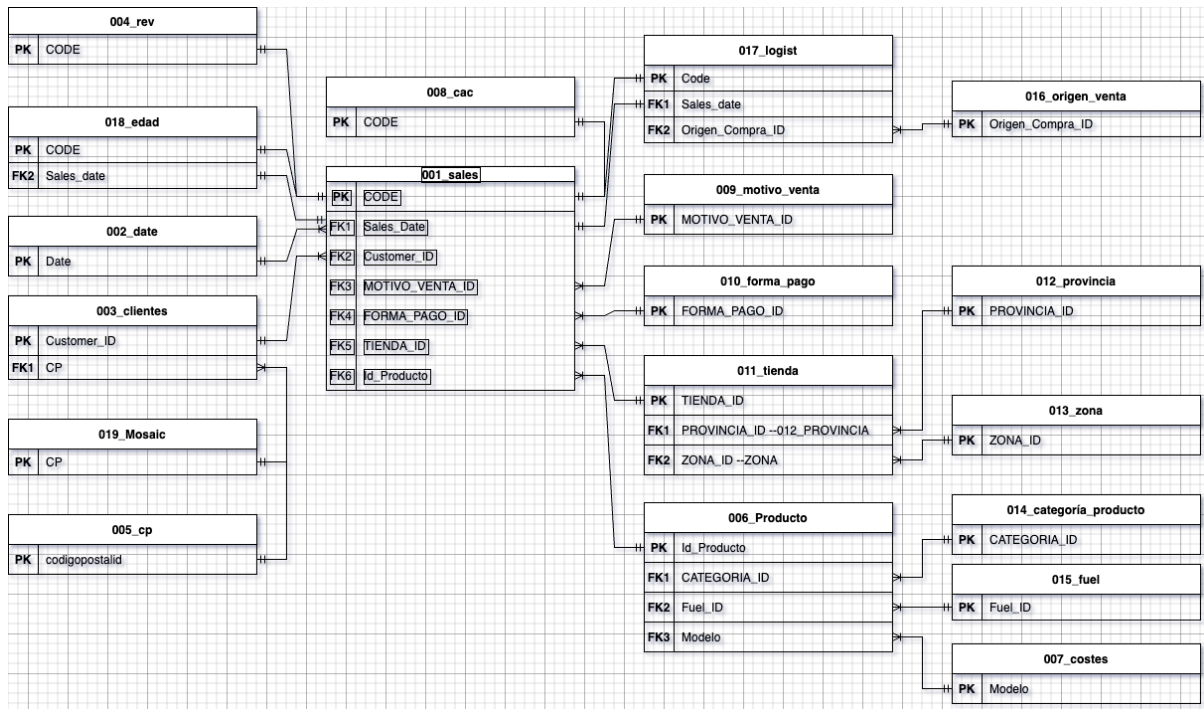 004_rev
PK CODE
018_edad
PK CODE
FK2 Sales_date
002_date
PK Date
003_clientes
PK Customer_ID
FK1 CP
019_Mosaic
PK CP
005_cp
PK codigopostalid
008_cac
PK CODE
001_sales
PK CODE
FK1 Sales_Date
FK2 Customer_ID
FK3 MOTIVO_VENTA_ID
FK4 FORMA_PAGO_ID
FK5 TIENDA_ID
FK6 Id_Producto
017_logist
PK Code
FK1 Sales_date
FK2 Origen_Compra_ID
009_motivo_venta
PK MOTIVO_VENTA_ID
010_forma_pago
PK FORMA_PAGO_ID
011_tienda
PK TIENDA_ID
FK1 PROVINCIA_ID --012_PROVINCIA
FK2 ZONA_ID --ZONA
006_Producto
PK Id_Producto
FK1 CATEGORIA_ID
FK2 Fuel_ID
FK3 Modelo
016_origen_venta
PK Origen_Compra_ID
012_provincia
PK PROVINCIA_ID
013_zona
PK ZONA_ID
014_categoría_producto
PK CATEGORIA_ID
015_fuel
PK Fuel_ID
007_costes
PK Modelo